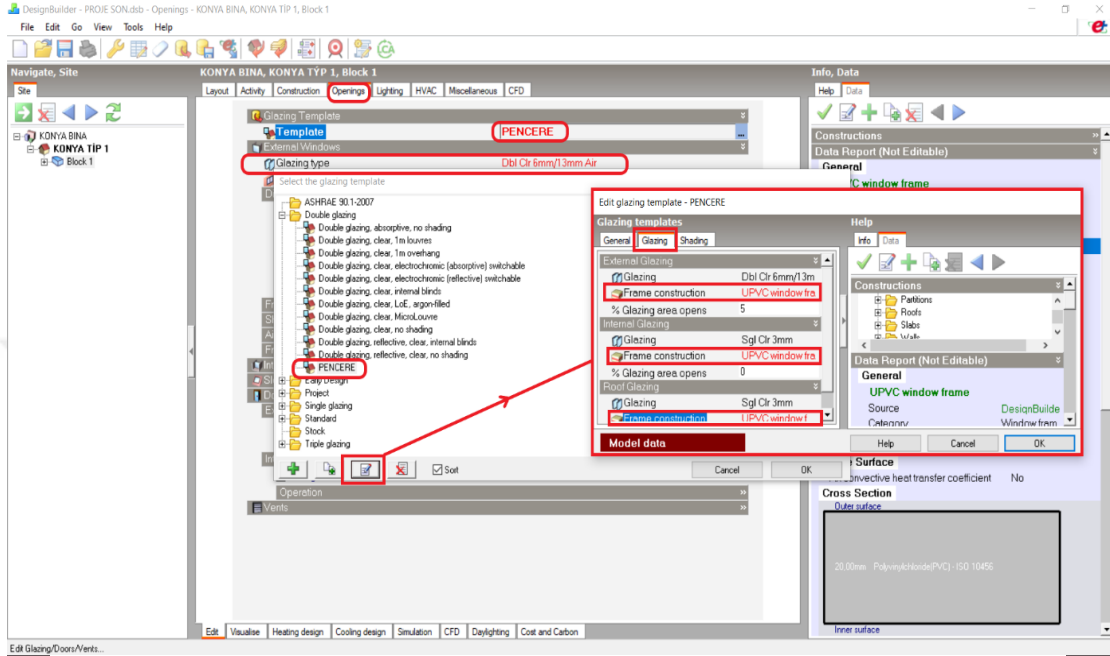 DesignBuilder - PROJE SON.dsb - Openings - KONYA BINA, KONYA TIP 1, Block 1
File Edit Go View Tools Help
Navigate, Site
Site
KONYA BINA
KONYA TİP 1
Block 1
KONYA BINA, KONYA TÝP 1, Block 1
Layout Activity Construction Openings Lighting HVAC Miscellaneous CFD
Glazing Template
Template PENCERE
External Windows
Glazing type Dbl Clr 6mm/13mm Air
Select the glazing template
ASHRAE 90.1-2007
Double glazing
Double glazing, absorptive, no shading
Double glazing, clear, 1m louvres
Double glazing, clear, 1m overhang
Double glazing, clear, electrochromic (absorptive) switchable
Double glazing, clear, electrochromic (reflective) switchable
Double glazing, clear, internal blinds
Double glazing, clear, LoE, argon-filled
Double glazing, clear, MicroLouvre
Double glazing, clear, no shading
Double glazing, reflective, clear, internal blinds
Double glazing, reflective, clear, no shading
PENCERE
Early Design
Project
Single glazing
Standard
Stock
Triple glazing
Sort
Cancel OK
Operation
Vents
Edit glazing template - PENCERE
Glazing templates
General Glazing Shading
External Glazing
Glazing Dbl Clr 6mm/13m
Frame construction UPVC window fra
% Glazing area opens 5
Internal Glazing
Glazing Sgl Clr 3mm
Frame construction UPVC window fra
% Glazing area opens 0
Roof Glazing
Glazing Sgl Clr 3mm
Frame construction UPVC window f
Model data
Help
Info Data
Constructions
Partitions
Roofs
Slabs
Walls
Data Report (Not Editable)
General
UPVC window frame
Source DesignBuilde
Category Window fram
Help Cancel OK
Info, Data
Help Data
Constructions
Data Report (Not Editable)
General
C window frame
Surface
onvective heat transfer coefficient No
Cross Section
Outer surface
20.00mm Polyvinylchloride(PVC) - ISO 10456
Inner surface
Edit Visualise Heating design Cooling design Simulation CFD Daylighting Cost and Carbon
Edit Glazing/Doors/Vents...